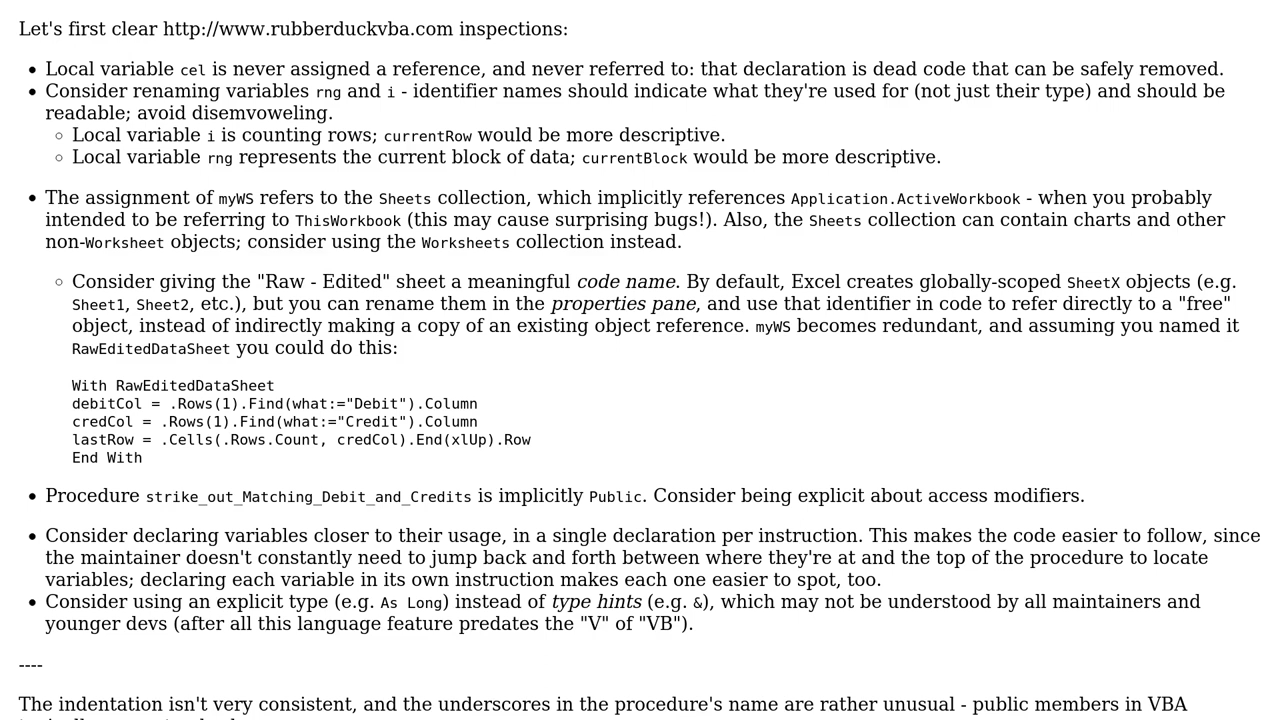 Let's first clear http://www.rubberduckvba.com inspections:
Local variable cel is never assigned a reference, and never referred to: that declaration is dead code that can be safely removed.
Consider renaming variables rng and i - identifier names should indicate what they're used for (not just their type) and should be
readable; avoid disemvoweling.
Local variable i is counting rows; currentRow would be more descriptive.
Local variable rng represents the current block of data; currentBlock would be more descriptive.
The assignment of myWS refers to the Sheets collection, which implicitly references Application.ActiveWorkbook - when you probably
intended to be referring to ThisWorkbook (this may cause surprising bugs!). Also, the Sheets collection can contain charts and other
non-Worksheet objects; consider using the Worksheets collection instead.
Consider giving the "Raw - Edited" sheet a meaningful code name. By default, Excel creates globally-scoped SheetX objects (e.g.
Sheet1, Sheet2, etc.), but you can rename them in the properties pane, and use that identifier in code to refer directly to a "free"
object, instead of indirectly making a copy of an existing object reference. myWS becomes redundant, and assuming you named it
RawEditedDataSheet you could do this:
With RawEditedDataSheet
debitCol = .Rows(1).Find(what:="Debit").Column
credCol = .Rows(1).Find(what:="Credit").Column
lastRow = .Cells(.Rows.Count, credCol).End(xlUp).Row
End With
Procedure strike_out_Matching_Debit_and_Credits is implicitly Public. Consider being explicit about access modifiers.
Consider declaring variables closer to their usage, in a single declaration per instruction. This makes the code easier to follow, since
the maintainer doesn't constantly need to jump back and forth between where they're at and the top of the procedure to locate
variables; declaring each variable in its own instruction makes each one easier to spot, too.
Consider using an explicit type (e.g. As Long) instead of type hints (e.g. &), which may not be understood by all maintainers and
younger devs (after all this language feature predates the "V" of "VB").
----
The indentation isn't very consistent, and the underscores in the procedure's name are rather unusual - public members in VBA